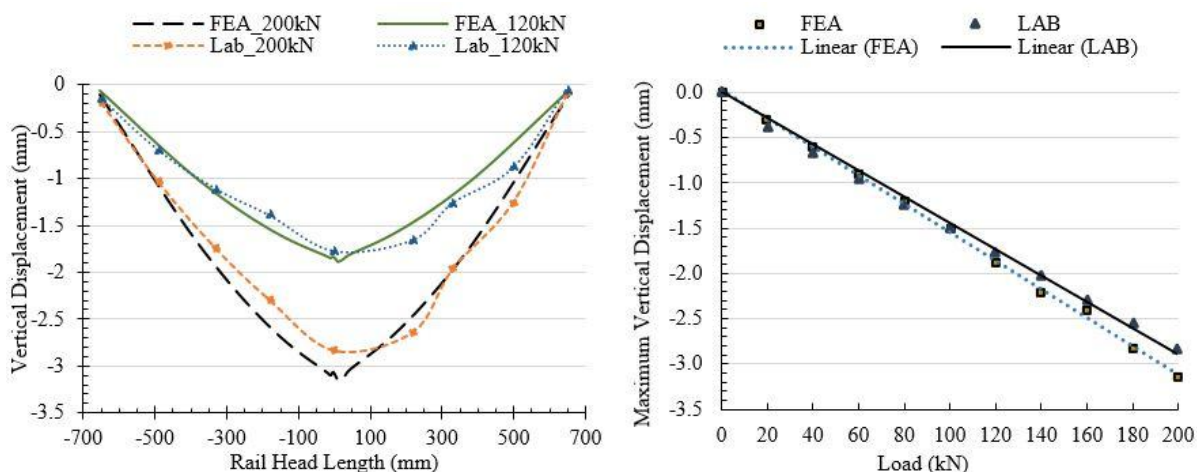 FEA_200kN FEA_120kN
Lab_200kN Lab_120kN
0
-0.5
-1
-1.5
-2
-2.5
-3
-3.5
-700 -500 -300 -100 100 300 500 700
Vertical Displacement (mm)
Rail Head Length (mm)
FEA LAB
Linear (FEA) Linear (LAB)
0.0
-0.5
-1.0
-1.5
-2.0
-2.5
-3.0
-3.5
0 20 40 60 80 100 120 140 160 180 200
Maximum Vertical Displacement (mm)
Load (kN)